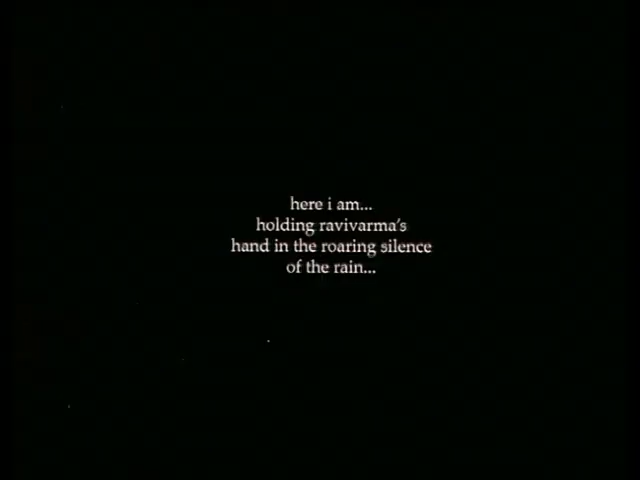 here i am...
holding ravivarma's
hand in the roaring silence
of the rain...